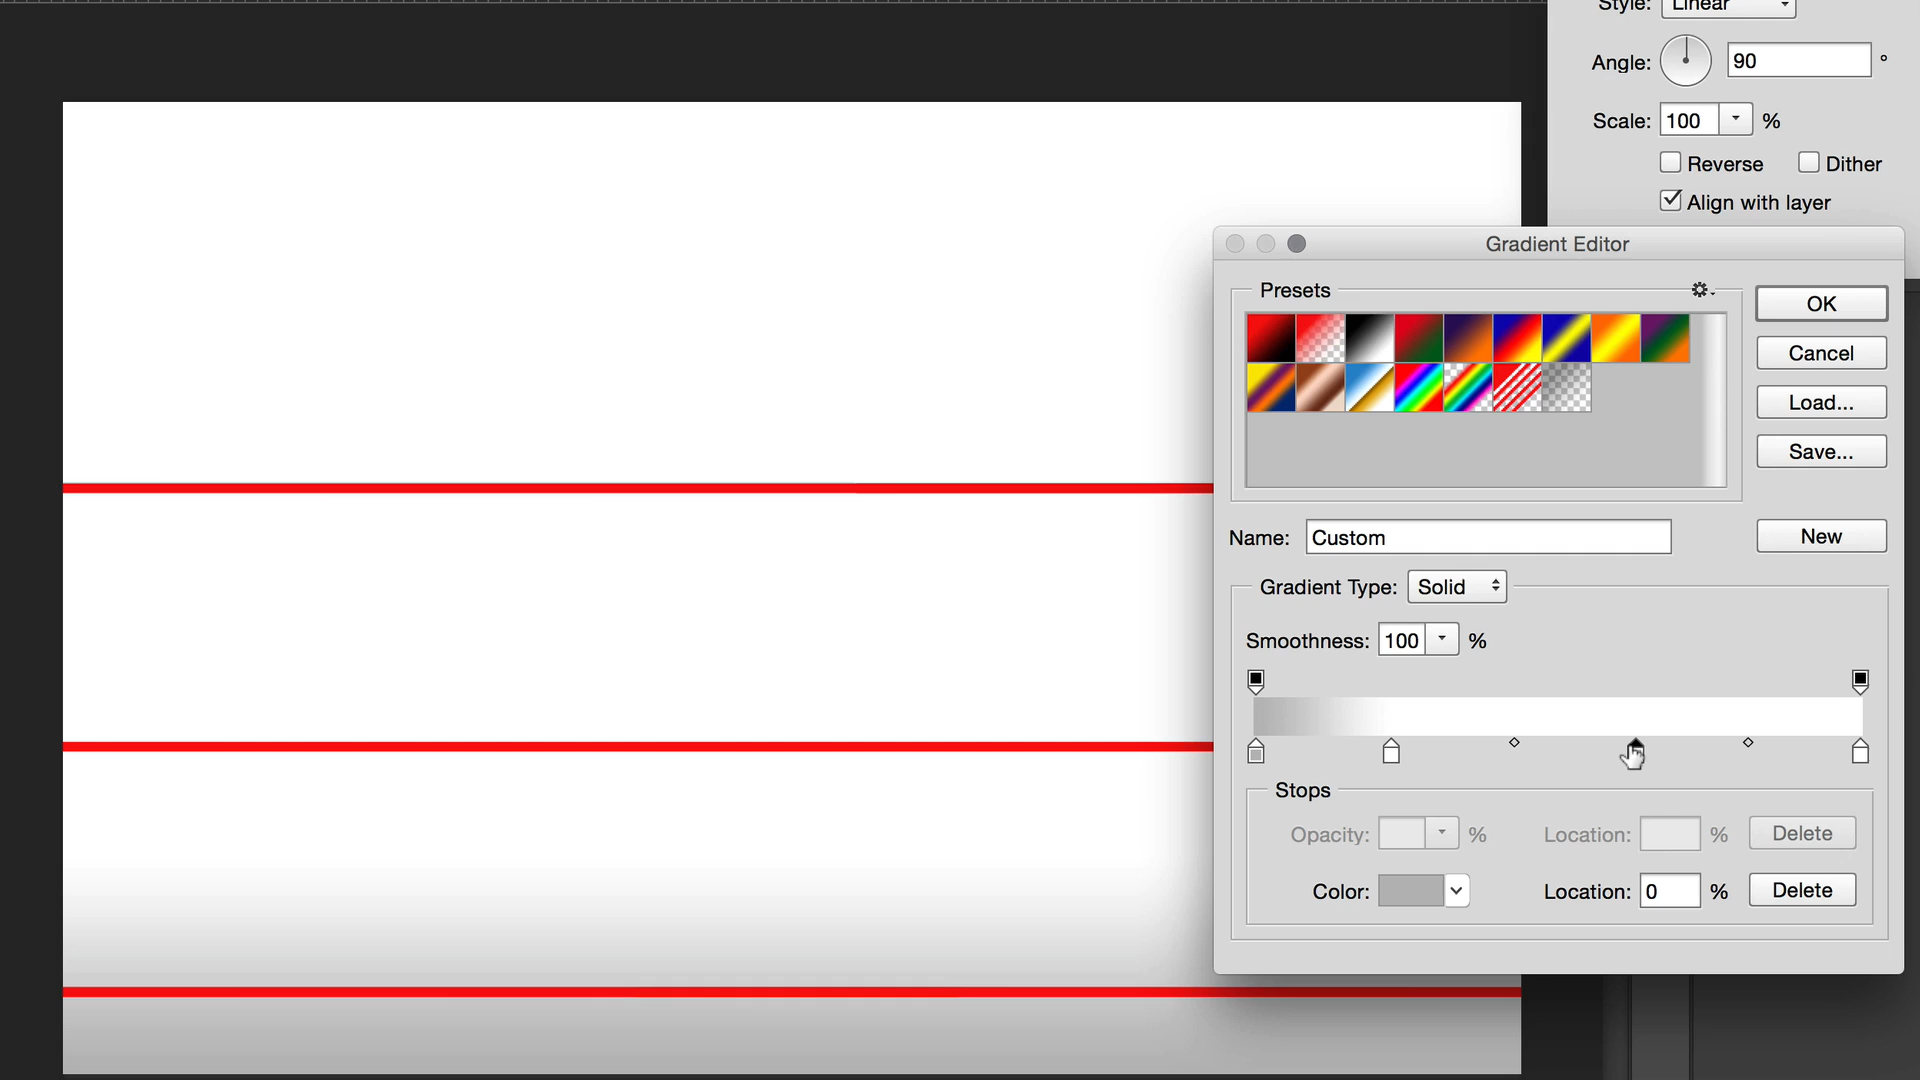 Style: Linear
Angle: 90 °
Scale: 100 %
Reverse Dither
Align with layer
Gradient Editor
Presets
OK
Cancel
Load...
Save...
Name: Custom
New
Gradient Type: Solid
Smoothness: 100 %
Stops
Opacity: % Location: % Delete
Color: Location: 0 % Delete